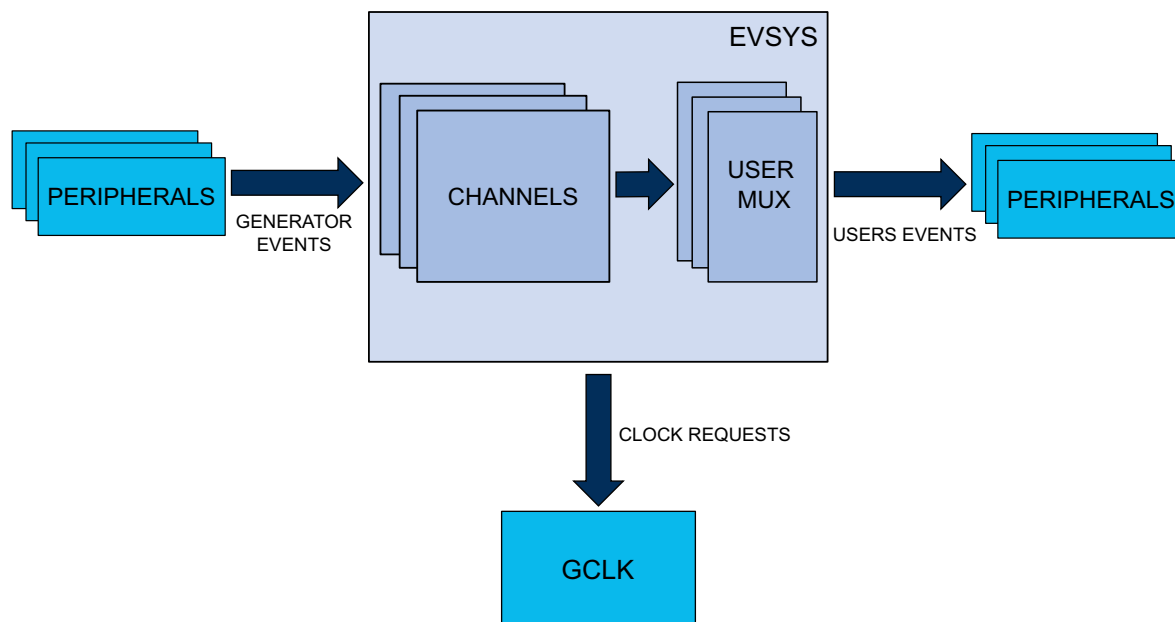 EVSYS
PERIPHERALS
GENERATOR
EVENTS
CHANNELS
USER
MUX
USERS EVENTS
PERIPHERALS
CLOCK REQUESTS
GCLK